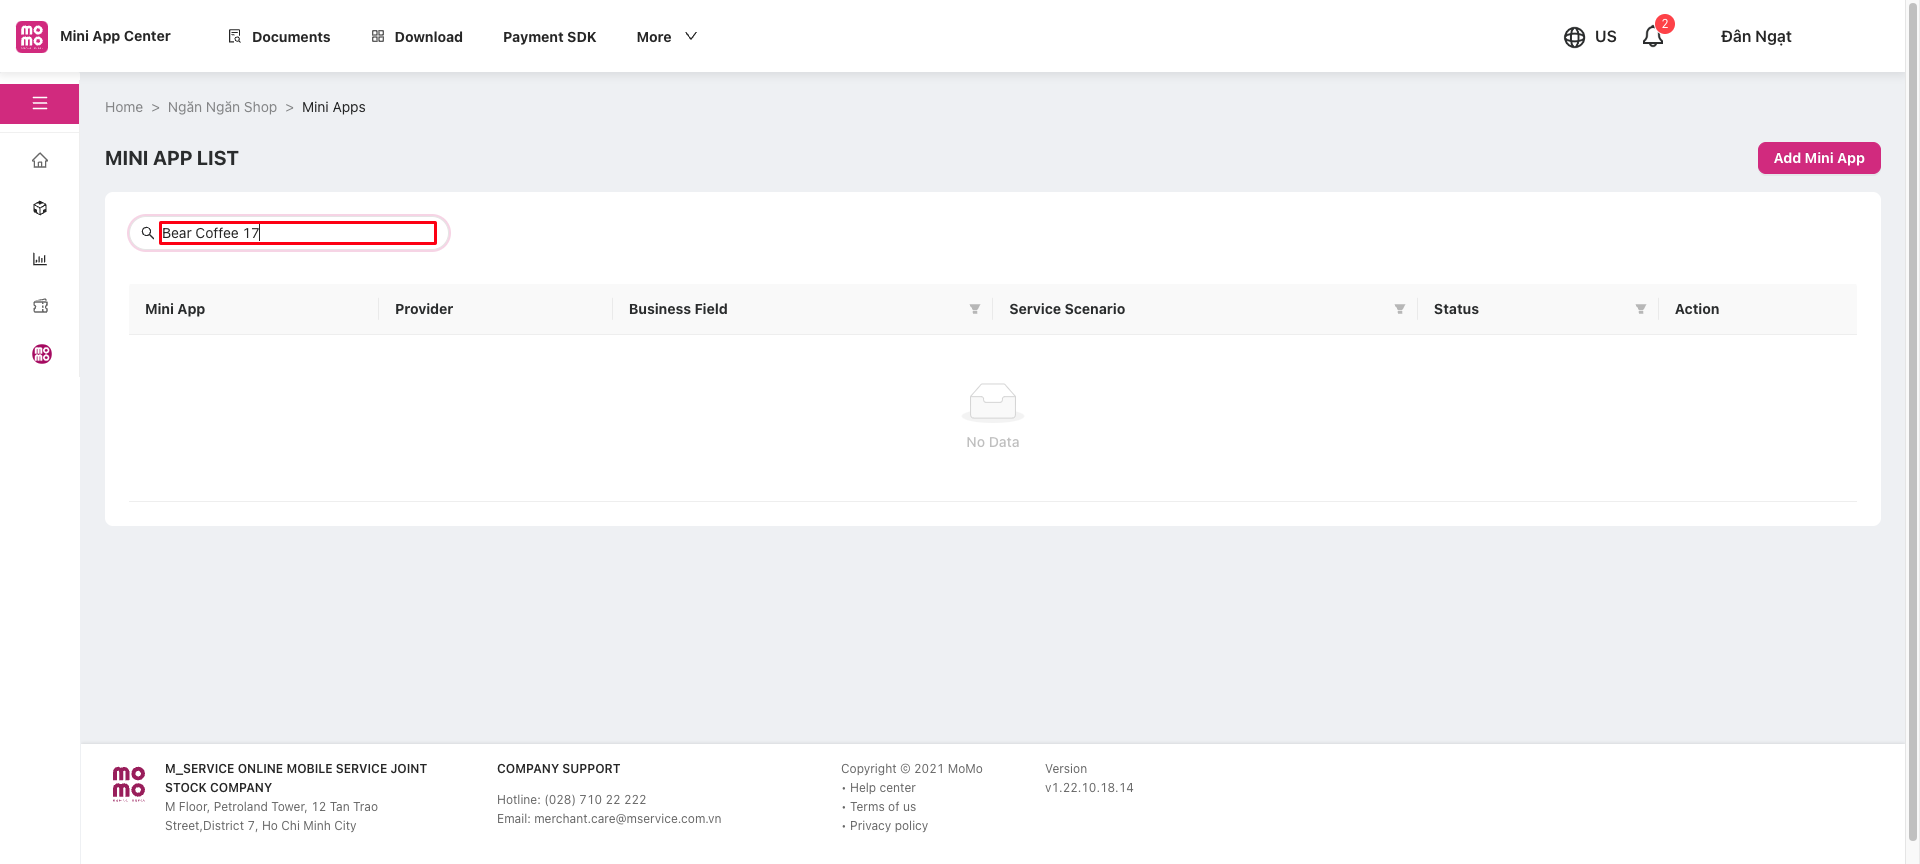 Mini App Center
Documents
Download
Payment SDK
More
US
2
Đân Ngạt
Home > Ngăn Ngăn Shop > Mini Apps
MINI APP LIST
Add Mini App
Bear Coffee 17
Mini App
Provider
Business Field
Service Scenario
Status
Action
No Data
mo
mo
M_SERVICE ONLINE MOBILE SERVICE JOINT
STOCK COMPANY
M Floor, Petroland Tower, 12 Tan Trao
Street,District 7, Ho Chi Minh City
COMPANY SUPPORT
Hotline: (028) 710 22 222
Email: merchant.care@mservice.com.vn
Copyright © 2021 MoMo
• Help center
• Terms of us
• Privacy policy
Version
v1.22.10.18.14